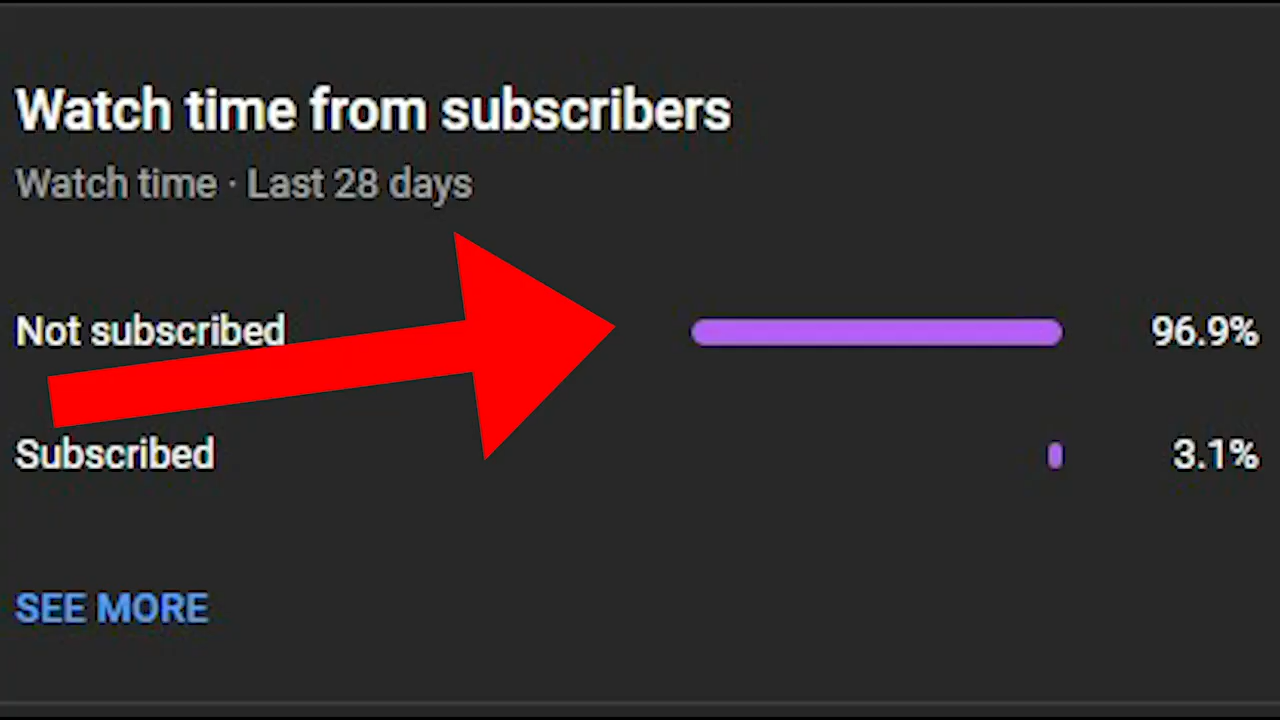 Watch time from subscribers
Watch time · Last 28 days
Not subscribed 96.9%
Subscribed 3.1%
SEE MORE